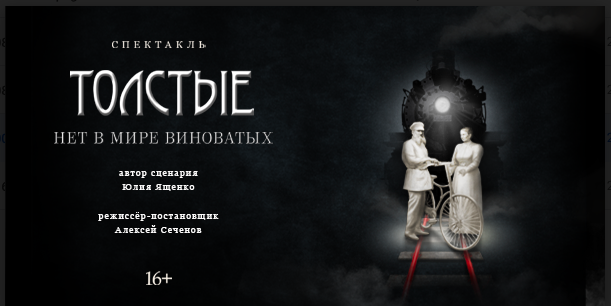 СПЕКТАКЛЬ
ТОЛСТЫЕ
НЕТ В МИРЕ ВИНОВАТЫХ
автор сценария
Юлия Ященко
режиссёр-постановщик
Алексей Сеченов
16+